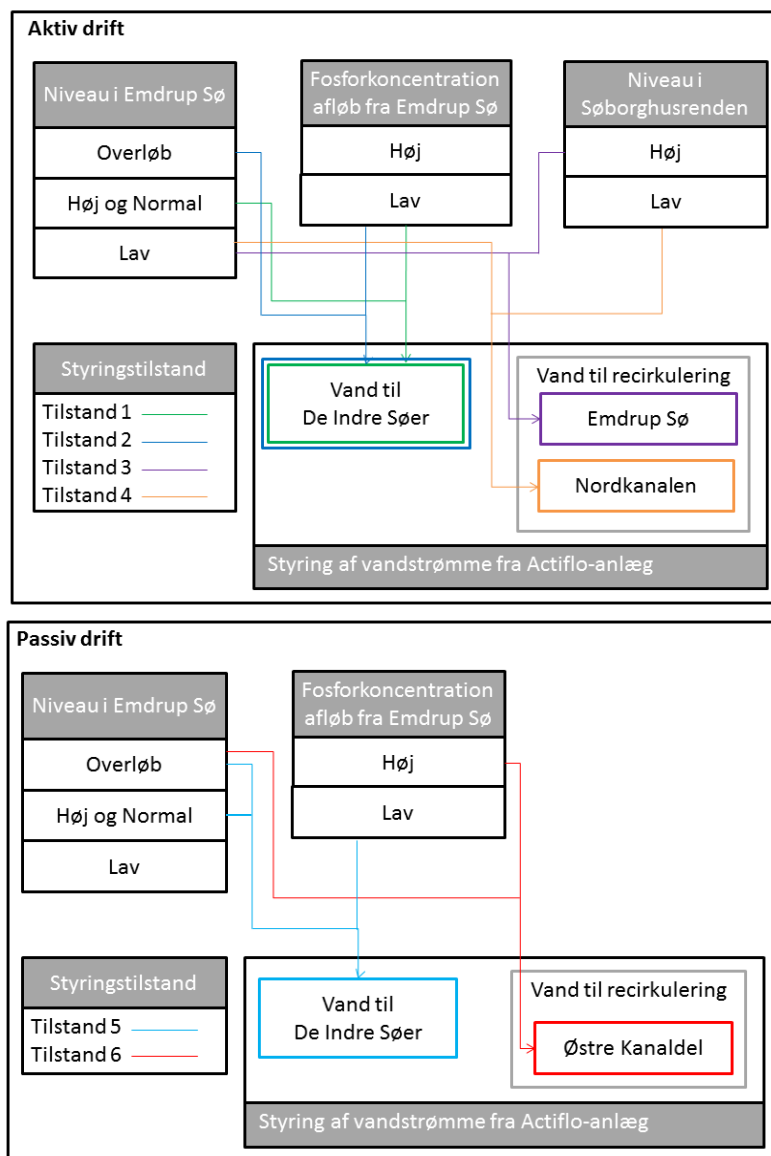 Aktiv drift
Niveau i Emdrup Sø
Overløb
Høj og Normal
Lav
Fosforkoncentration
afløb fra Emdrup Sø
Høj
Lav
Niveau i
Søborghusrenden
Høj
Lav
Styringstilstand
Tilstand 1
Tilstand 2
Tilstand 3
Tilstand 4
Vand til
De Indre Søer
Vand til recirkulering
Emdrup Sø
Nordkanalen
Styring af vandstrømme fra Actiflo-anlæg
Passiv drift
Niveau i Emdrup Sø
Overløb
Høj og Normal
Lav
Fosforkoncentration
afløb fra Emdrup Sø
Høj
Lav
Styringstilstand
Tilstand 5
Tilstand 6
Vand til
De Indre Søer
Vand til recirkulering
Østre Kanaldel
Styring af vandstrømme fra Actiflo-anlæg